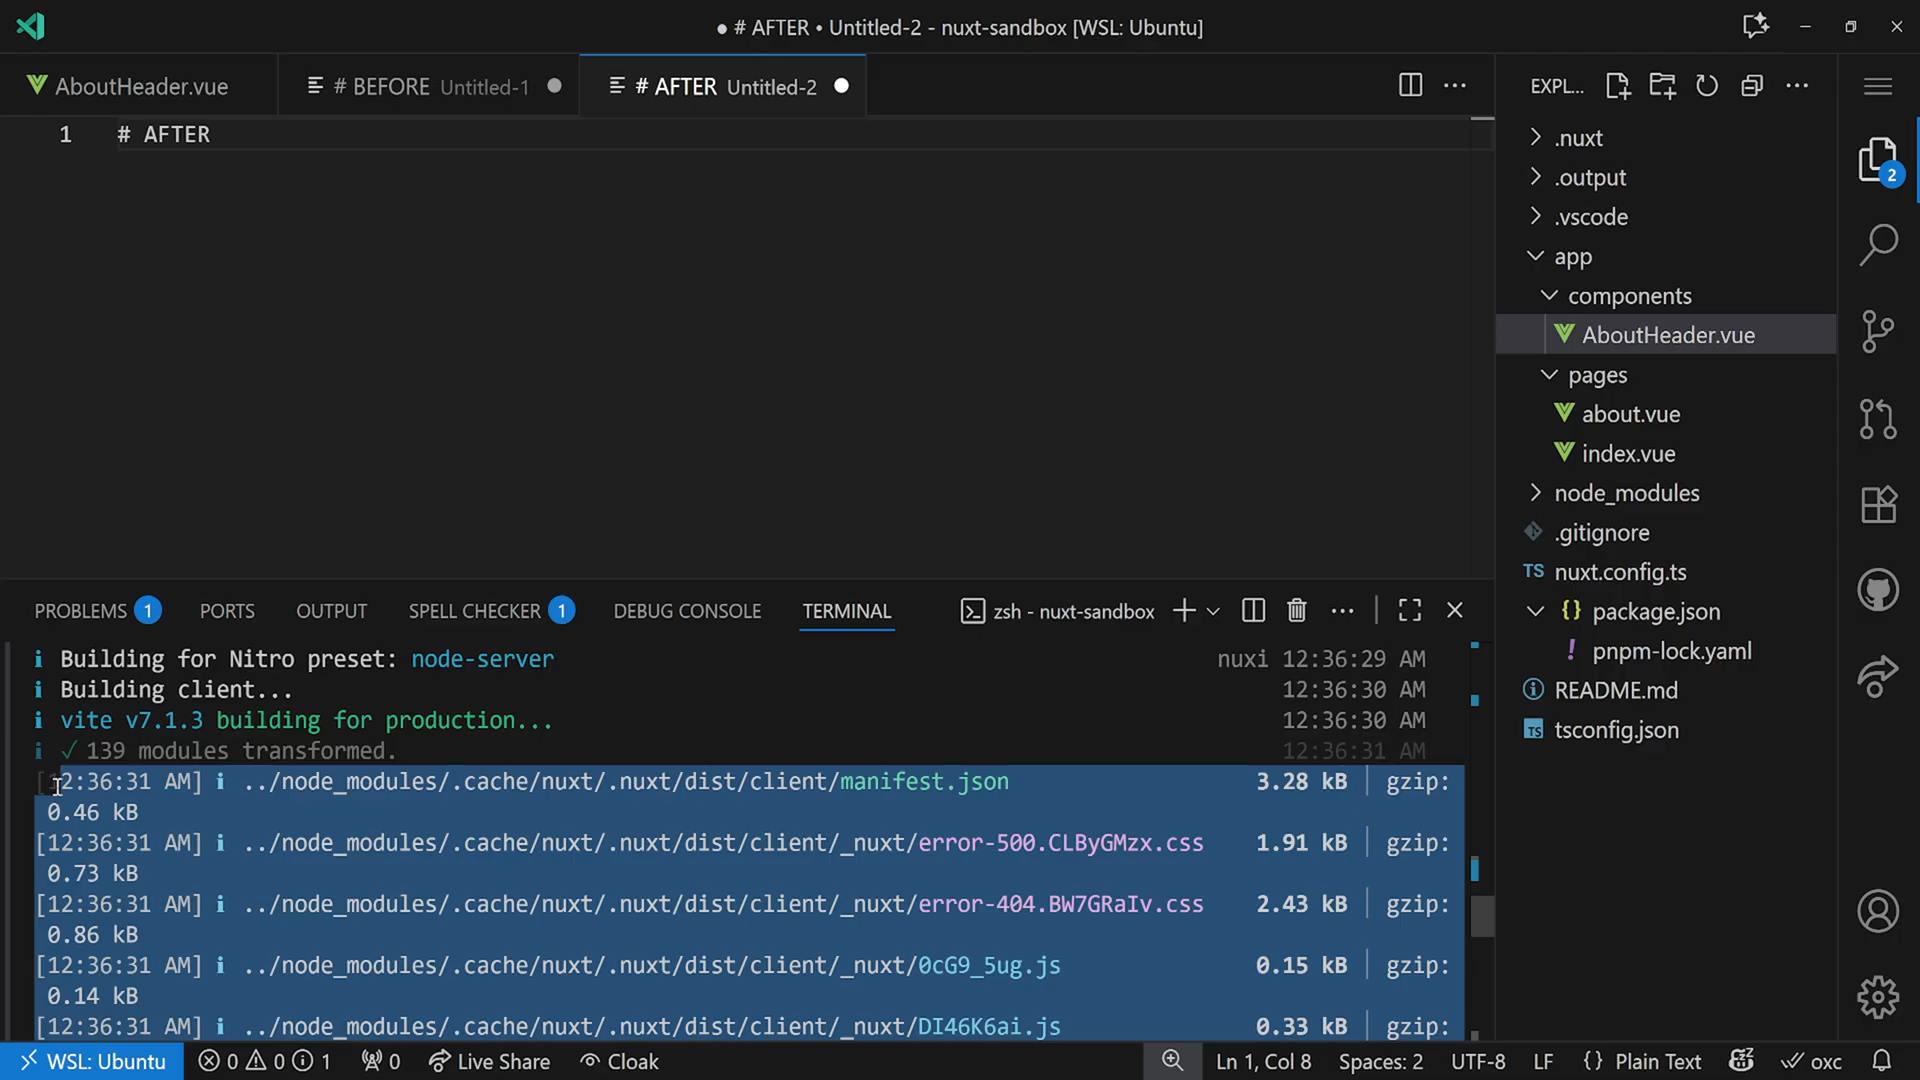 ● # AFTER • Untitled-2 - nuxt-sandbox [WSL: Ubuntu]
AboutHeader.vue
# BEFORE Untitled-1
# AFTER Untitled-2
1 # AFTER
EXPL...
.nuxt
.output
.vscode
app
components
AboutHeader.vue
pages
about.vue
index.vue
node_modules
.gitignore
TS nuxt.config.ts
{} package.json
! pnpm-lock.yaml
README.md
TS tsconfig.json
2
PROBLEMS 1 PORTS OUTPUT SPELL CHECKER 1 DEBUG CONSOLE TERMINAL zsh - nuxt-sandbox
i Building for Nitro preset: node-server nuxi 12:36:29 AM
i Building client... 12:36:30 AM
i vite v7.1.3 building for production... 12:36:30 AM
i ✓ 139 modules transformed. 12:36:31 AM
[12:36:31 AM] i ../node_modules/.cache/nuxt/.nuxt/dist/client/manifest.json 3.28 kB │ gzip:
0.46 kB
[12:36:31 AM] i ../node_modules/.cache/nuxt/.nuxt/dist/client/_nuxt/error-500.CLByGMzx.css 1.91 kB │ gzip:
0.73 kB
[12:36:31 AM] i ../node_modules/.cache/nuxt/.nuxt/dist/client/_nuxt/error-404.BW7GRaIv.css 2.43 kB │ gzip:
0.86 kB
[12:36:31 AM] i ../node_modules/.cache/nuxt/.nuxt/dist/client/_nuxt/0cG9_5ug.js 0.15 kB │ gzip:
0.14 kB
[12:36:31 AM] i ../node_modules/.cache/nuxt/.nuxt/dist/client/_nuxt/DI46K6ai.js 0.33 kB │ gzip:
WSL: Ubuntu 0 0 1 0 Live Share Cloak Ln 1, Col 8 Spaces: 2 UTF-8 LF {} Plain Text oxc